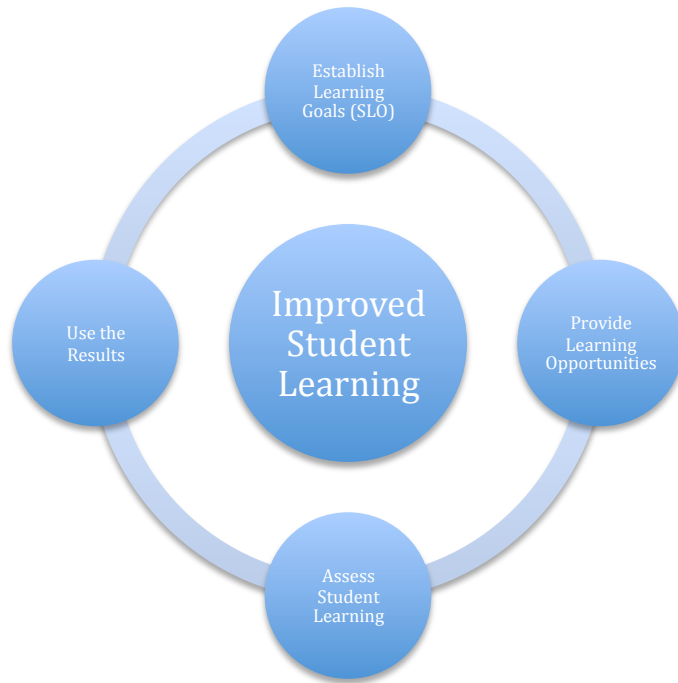 Establish
Learning
Goals (SLO)
Improved
Student
Learning
Provide
Learning
Opportunities
Assess
Student
Learning
Use the
Results